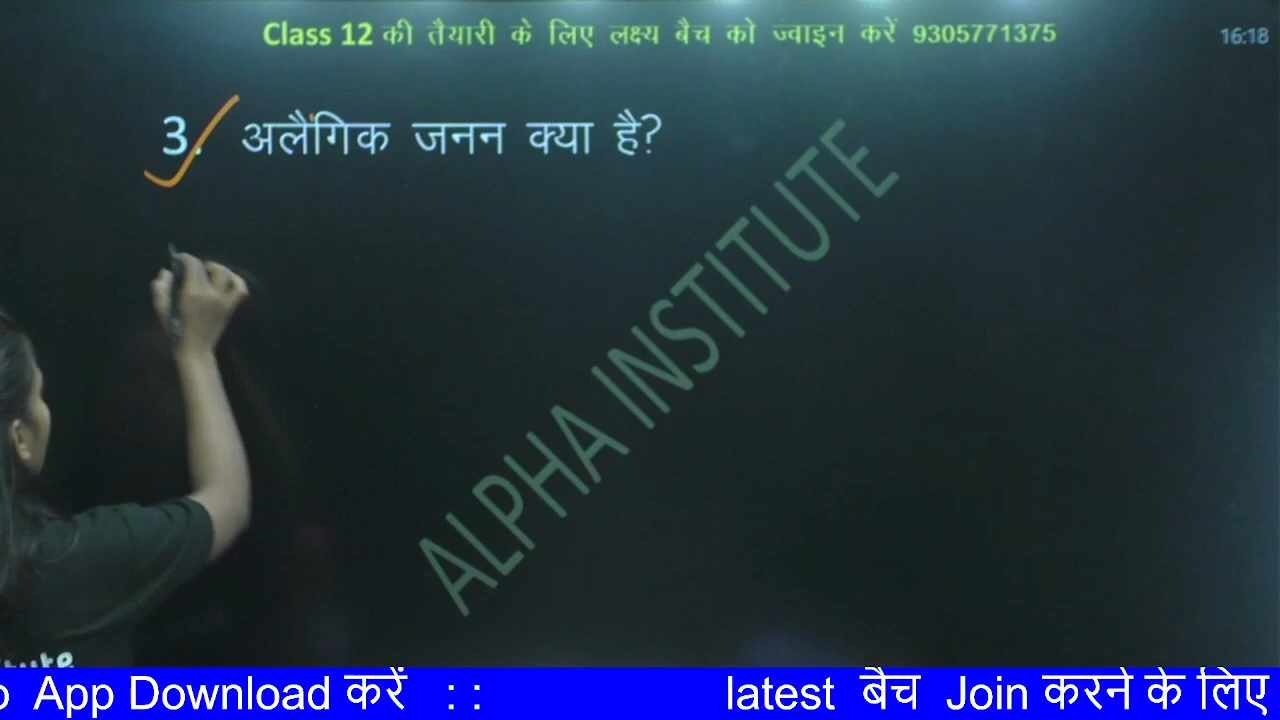 Class 12 की तैयारी के लिए लक्ष्य बैच को ज्वाइन करें 9305771375
16:18
3. अलैंगिक जनन क्या है?
ALPHA INSTITUTE
App Download करें : : latest बैच Join करने के लिए